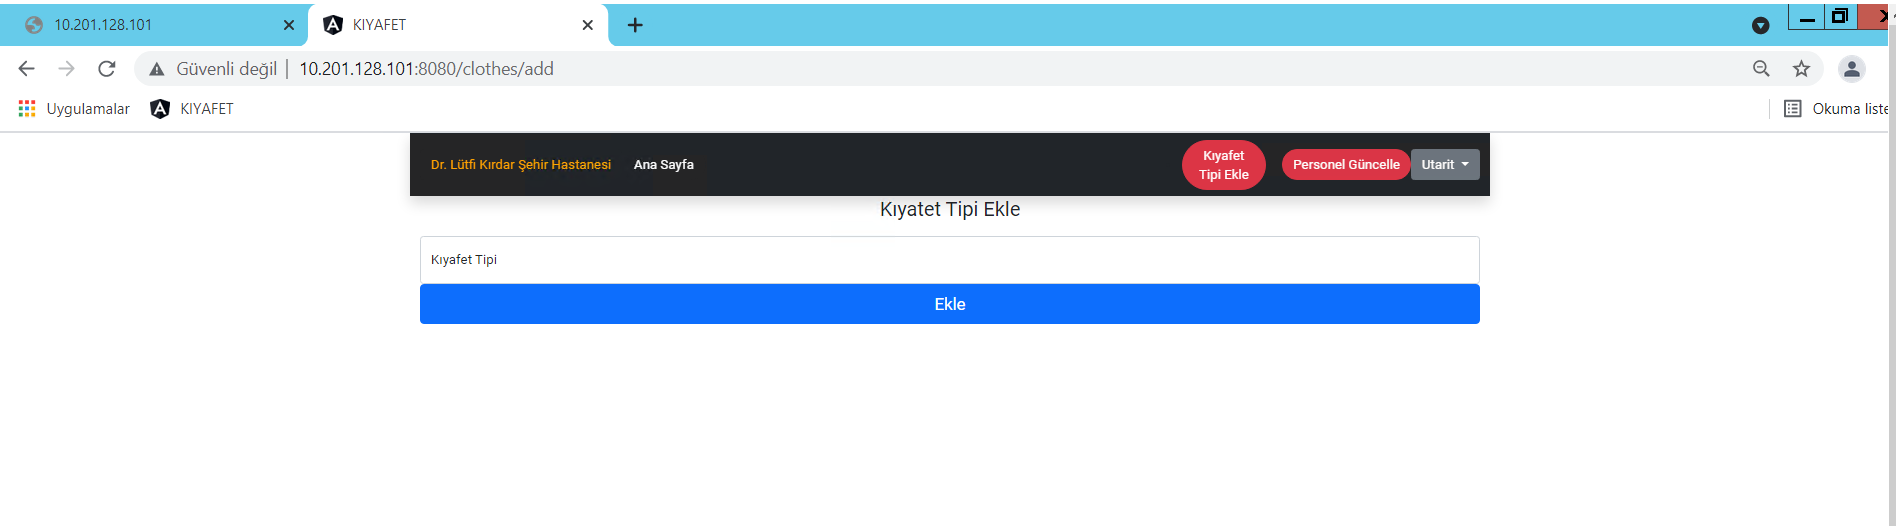 10.201.128.101
KIYAFET
Güvenli değil | 10.201.128.101:8080/clothes/add
Uygulamalar
KIYAFET
Okuma liste
Dr. Lütfi Kırdar Şehir Hastanesi
Ana Sayfa
Kıyafet
Tipi Ekle
Personel Güncelle
Utarit
Kıyatet Tipi Ekle
Kıyafet Tipi
Ekle